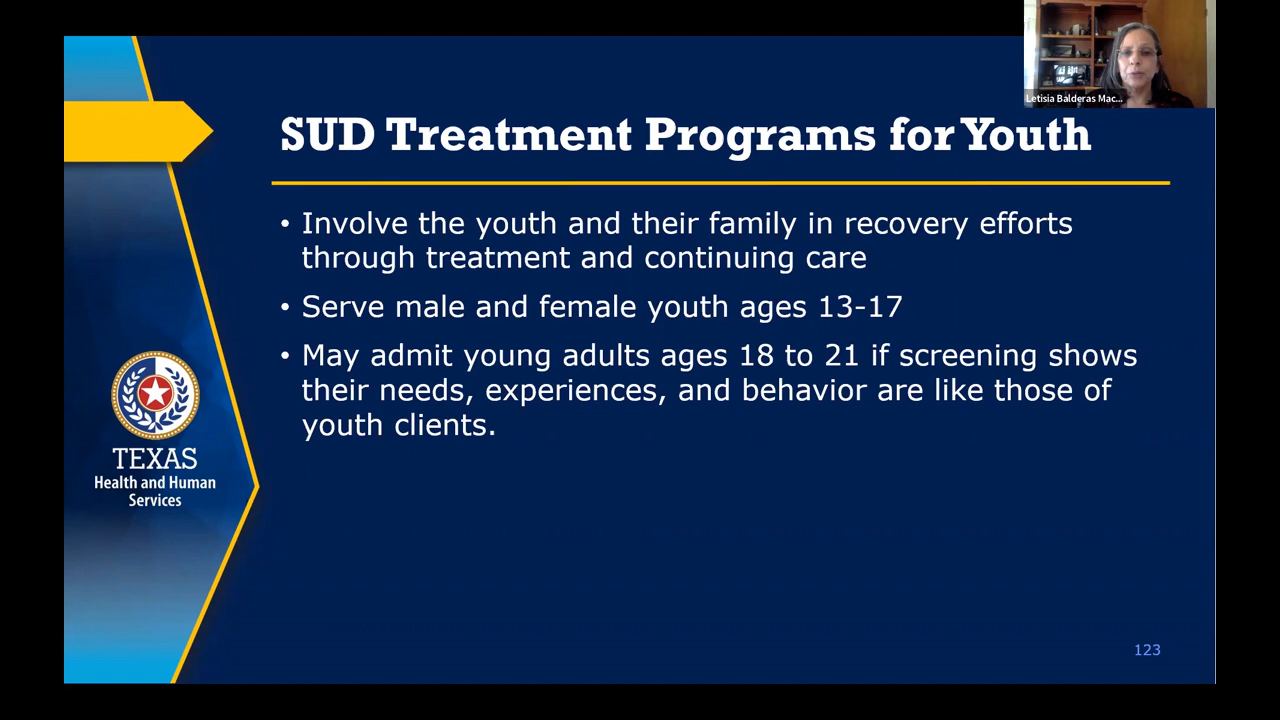 Letisia Balderas Mac...
SUD Treatment Programs for Youth
• Involve the youth and their family in recovery efforts
through treatment and continuing care
• Serve male and female youth ages 13-17
• May admit young adults ages 18 to 21 if screening shows
their needs, experiences, and behavior are like those of
youth clients.
TEXAS
Health and Human
Services
123